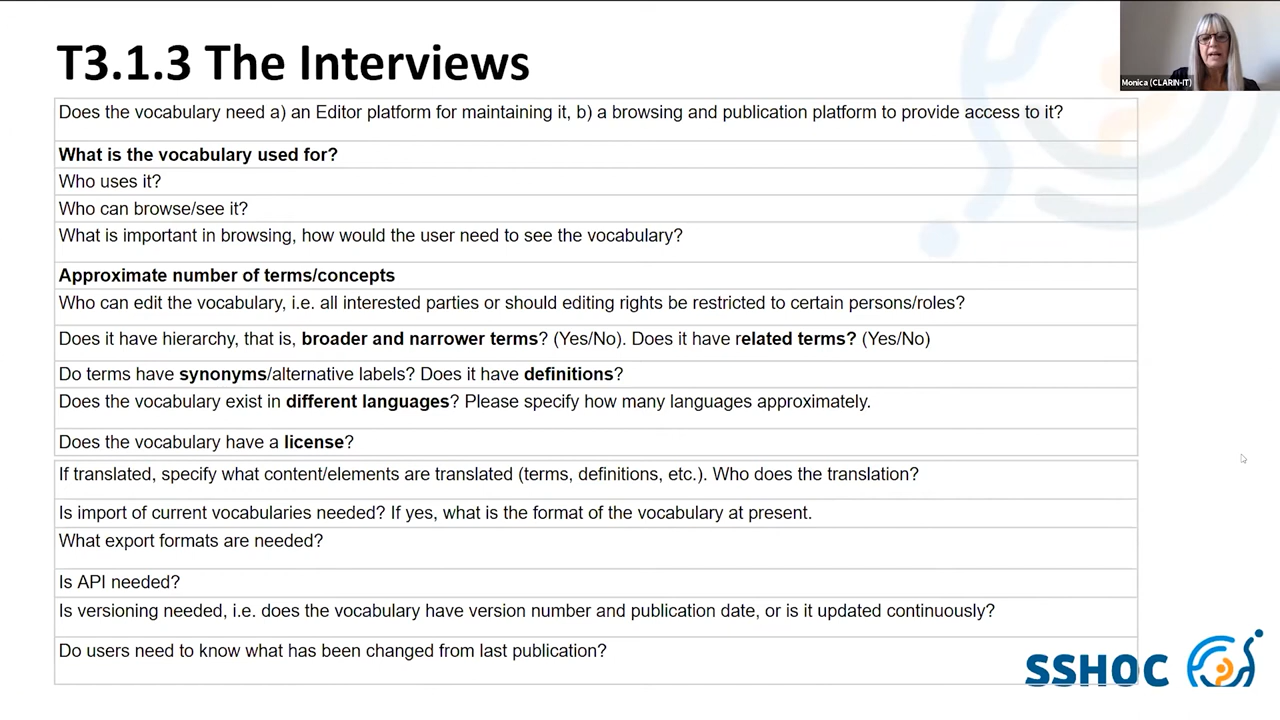 T3.1.3 The Interviews
Monica (CLARIN-IT)
Does the vocabulary need a) an Editor platform for maintaining it, b) a browsing and publication platform to provide access to it?
What is the vocabulary used for?
Who uses it?
Who can browse/see it?
What is important in browsing, how would the user need to see the vocabulary?
Approximate number of terms/concepts
Who can edit the vocabulary, i.e. all interested parties or should editing rights be restricted to certain persons/roles?
Does it have hierarchy, that is, broader and narrower terms? (Yes/No). Does it have related terms? (Yes/No)
Do terms have synonyms/alternative labels? Does it have definitions?
Does the vocabulary exist in different languages? Please specify how many languages approximately.
Does the vocabulary have a license?
If translated, specify what content/elements are translated (terms, definitions, etc.). Who does the translation?
Is import of current vocabularies needed? If yes, what is the format of the vocabulary at present.
What export formats are needed?
Is API needed?
Is versioning needed, i.e. does the vocabulary have version number and publication date, or is it updated continuously?
Do users need to know what has been changed from last publication?
SSHOC